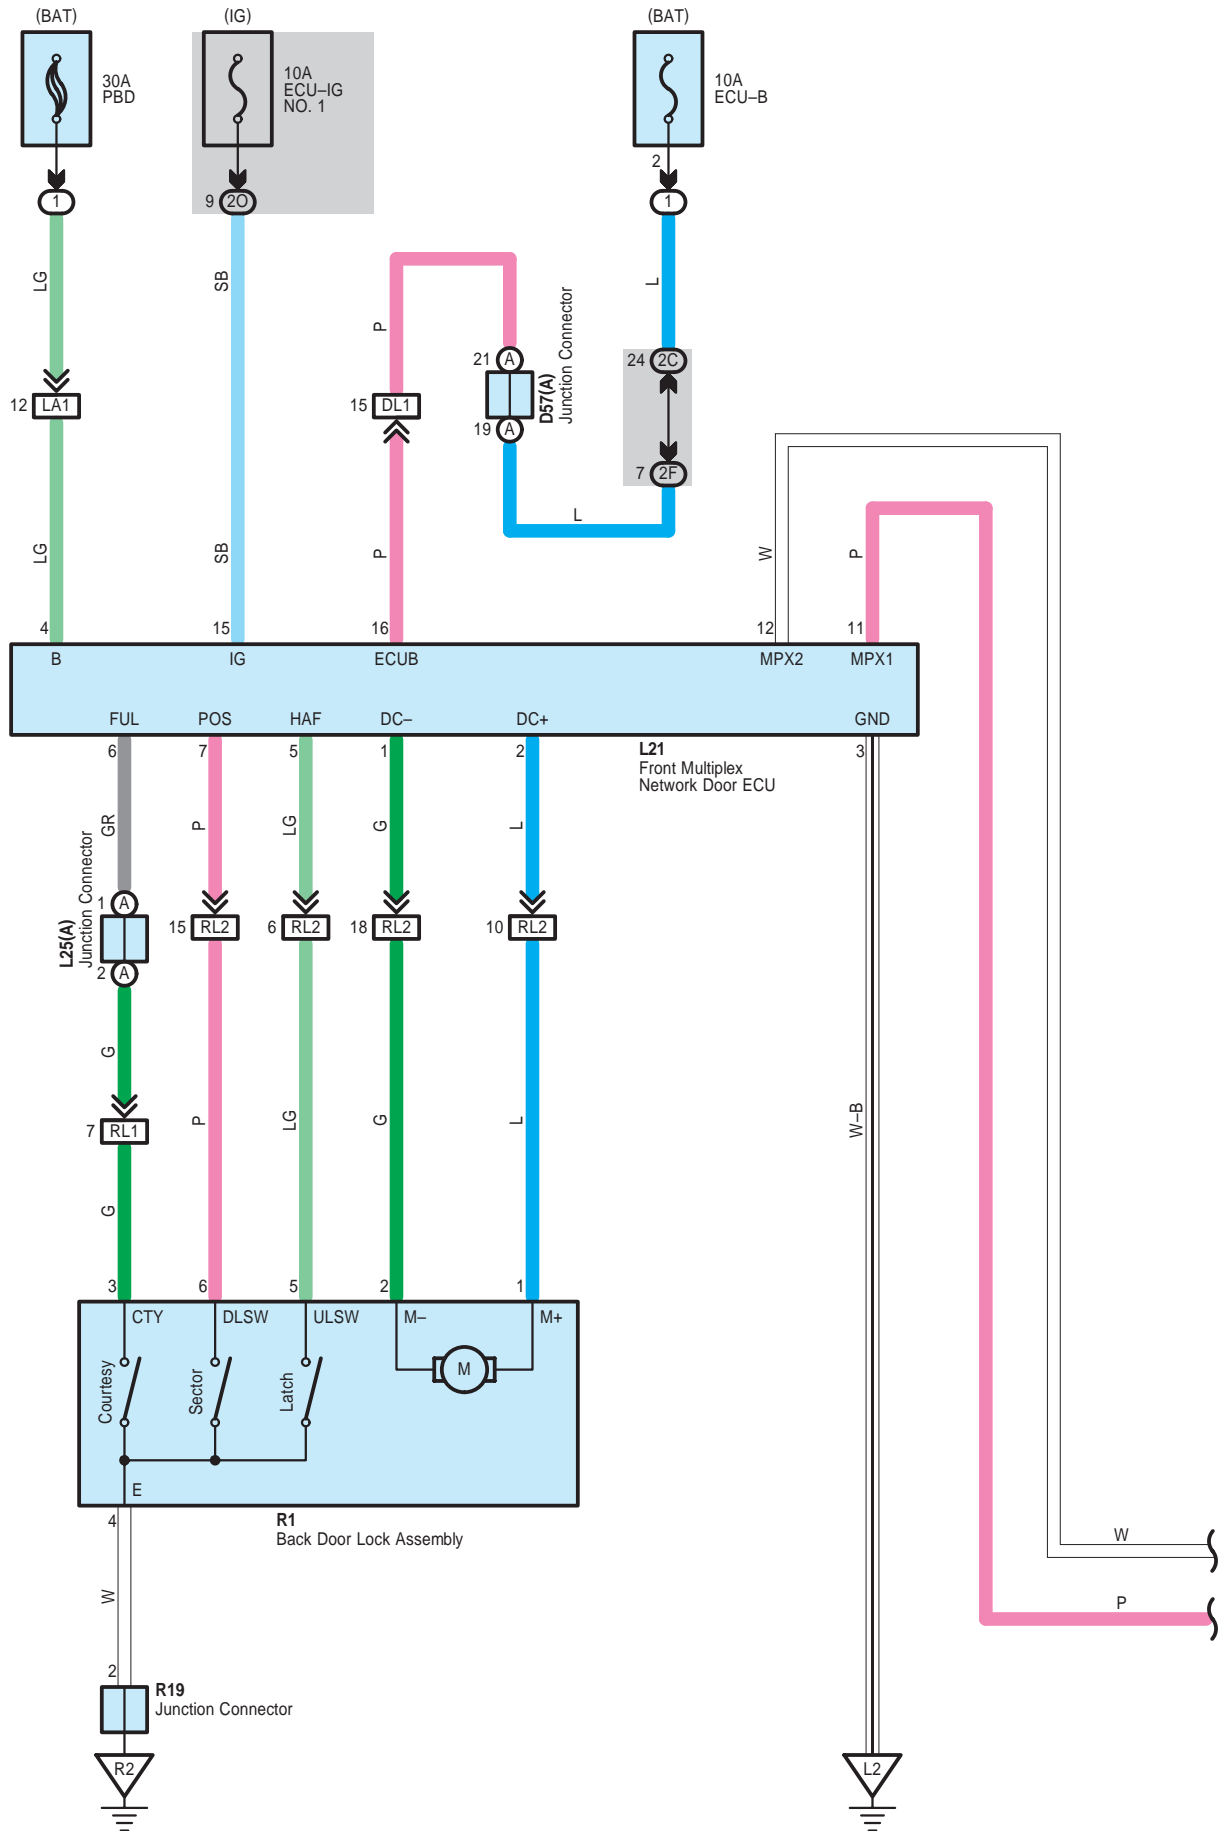 (BAT)
(IG)
(BAT)
30A
PBD
10A
ECU–IG
NO. 1
10A
ECU–B
2
1
9 2O
1
LG
SB
P
L
21 A
D57(A)
Junction Connector
24 2C
12 LA1
15 DL1
19 A
7 2F
L
LG
SB
P
W
P
4
15
16
12
11
B
IG
ECUB
MPX2
MPX1
FUL
POS
HAF
DC–
DC+
GND
6
7
5
1
2
3
L21
Front Multiplex
Network Door ECU
GR
P
LG
G
L
1 A
L25(A)
Junction Connector
15 RL2
6 RL2
18 RL2
10 RL2
2 A
G
7 RL1
P
LG
G
L
W–B
G
3
6
5
2
1
CTY
DLSW
ULSW
M–
M+
Courtesy
Sector
Latch
M
E
4
R1
Back Door Lock Assembly
W
P
W
2
R19
Junction Connector
R2
L2